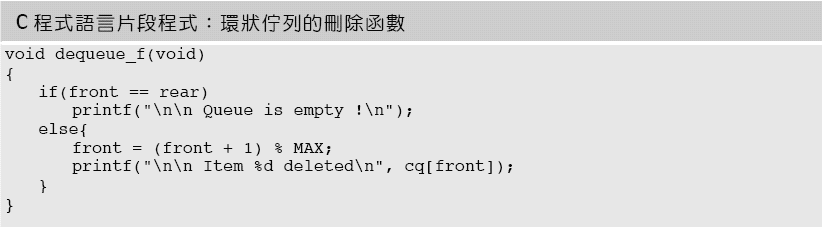 C 程式語言片段程式：環狀佇列的刪除函數
void dequeue_f(void)
{
    if(front == rear)
        printf("\n\n Queue is empty !\n");
    else{
        front = (front + 1) % MAX;
        printf("\n\n Item %d deleted\n", cq[front]);
    }
}